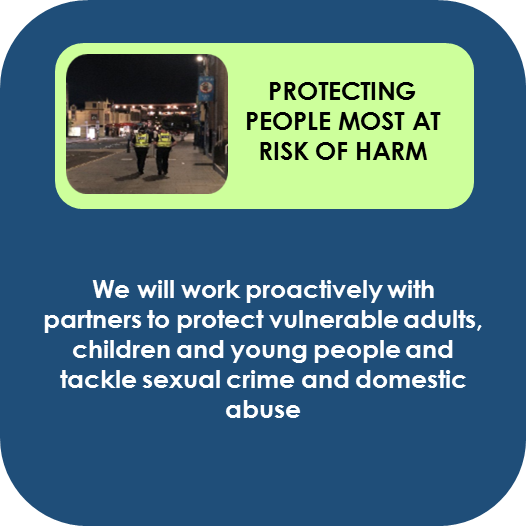 PROTECTING
PEOPLE MOST AT
RISK OF HARM
We will work proactively with
partners to protect vulnerable adults,
children and young people and
tackle sexual crime and domestic
abuse